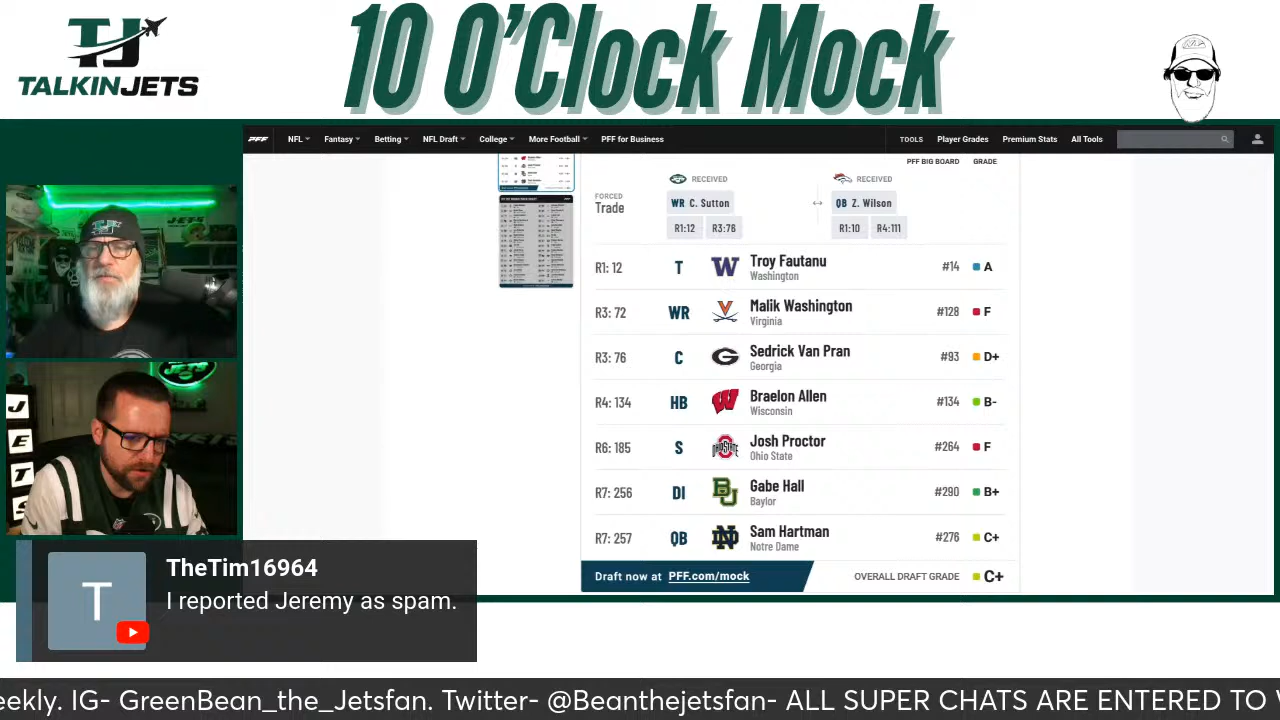 TJ
TALKINJETS
10 O'Clock Mock
PFF NFL Fantasy Betting NFL Draft College More Football PFF for Business TOOLS Player Grades Premium Stats All Tools
PFF BIG BOARD GRADE
RECEIVED RECEIVED
FORCED
Trade WR C. Sutton ↔ QB Z. Wilson
R1:12 R3:76 R1:10 R4:111
R1: 12 T W Troy Fautanu #14 A
Washington
R3: 72 WR Malik Washington #128 F
Virginia
R3: 76 C G Sedrick Van Pran #93 D+
Georgia
R4: 134 HB W Braelon Allen #134 B-
Wisconsin
R6: 185 S Josh Proctor #264 F
Ohio State
R7: 256 DI BU Gabe Hall #290 B+
Baylor
R7: 257 QB ND Sam Hartman #276 C+
Notre Dame
Draft now at PFF.com/mock OVERALL DRAFT GRADE C+
JETS
J
E
T
S
T
TheTim16964
I reported Jeremy as spam.
eekly. IG- GreenBean_the_Jetsfan. Twitter- @Beanthejetsfan- ALL SUPER CHATS ARE ENTERED TO